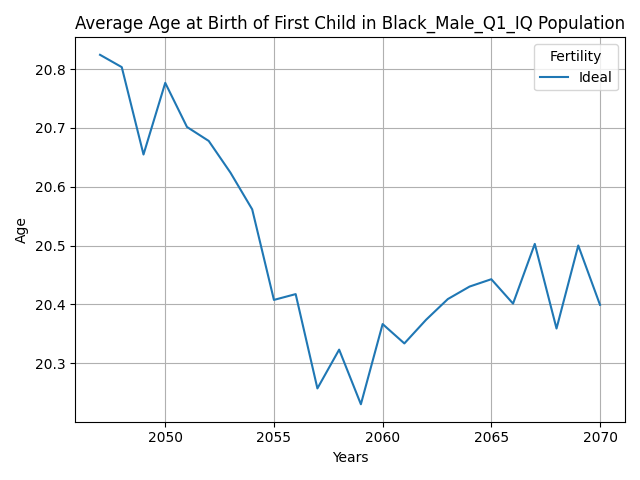 Average Age at Birth of First Child in Black_Male_Q1_IQ Population
Fertility
Ideal
20.8
20.7
20.6
20.5
20.4
20.3
Age
2050
2055
2060
2065
2070
Years